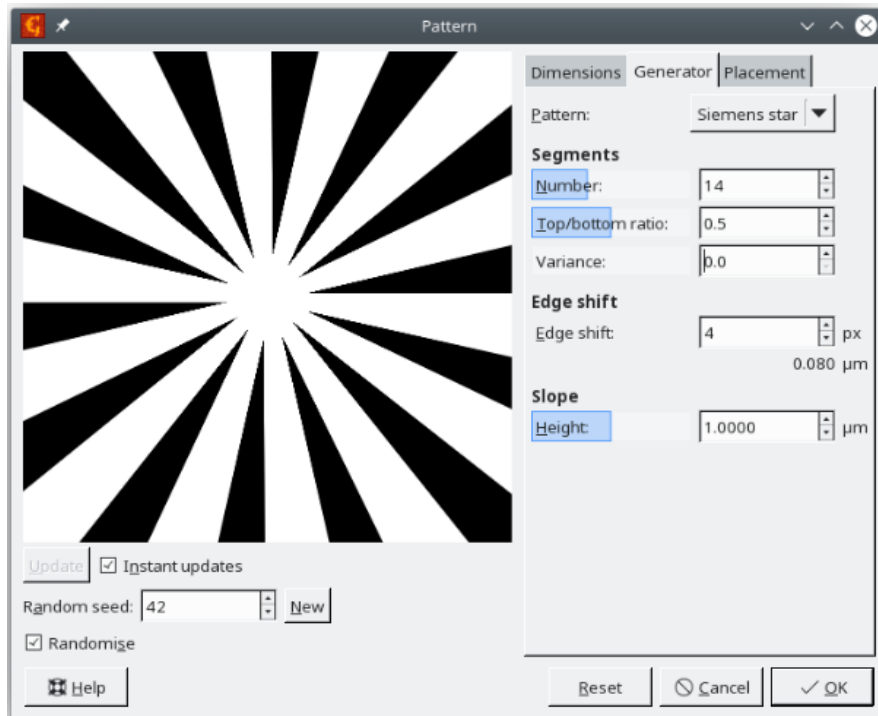 Pattern
Dimensions Generator Placement
Pattern: Siemens star
Segments
Number: 14
Top/bottom ratio: 0.5
Variance: 0.0
Edge shift
Edge shift: 4 px
0.080 µm
Slope
Height: 1.0000 µm
Update Instant updates
Random seed: 42 New
Randomise
Help Reset Cancel OK